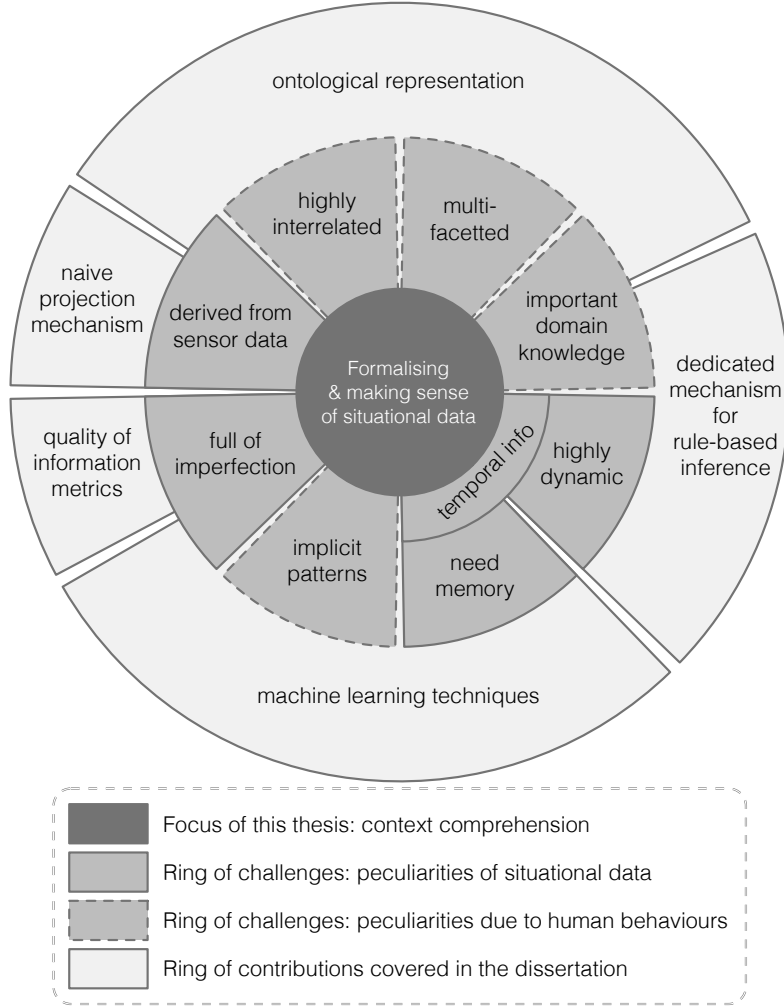 ontological representation
highly
interrelated
multi-
facetted
naive
projection
mechanism
derived from
sensor data
important
domain
knowledge
Formalising
& making sense
of situational data
dedicated
mechanism
for
rule-based
inference
quality of
information
metrics
full of
imperfection
temporal info
highly
dynamic
implicit
patterns
need
memory
machine learning techniques
Focus of this thesis: context comprehension
Ring of challenges: peculiarities of situational data
Ring of challenges: peculiarities due to human behaviours
Ring of contributions covered in the dissertation